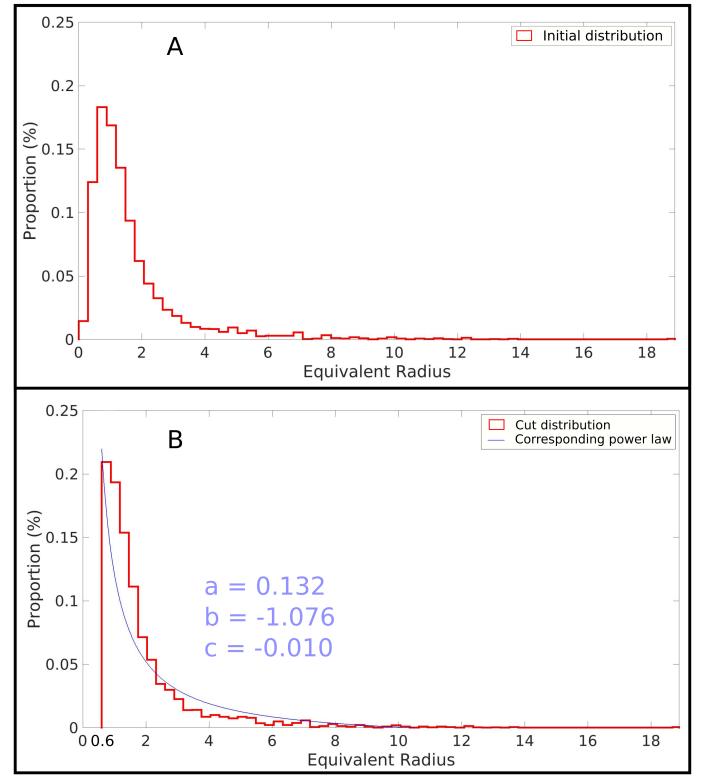 0.25
A
Initial distribution
0.2
0.15
0.1
0.05
0
Proportion (%)
0 2 4 6 8 10 12 14 16 18
Equivalent Radius
0.25
B
Cut distribution
Corresponding power law
0.2
0.15
0.1
0.05
0
Proportion (%)
a = 0.132
b = -1.076
c = -0.010
0 0.6 2 4 6 8 10 12 14 16 18
Equivalent Radius